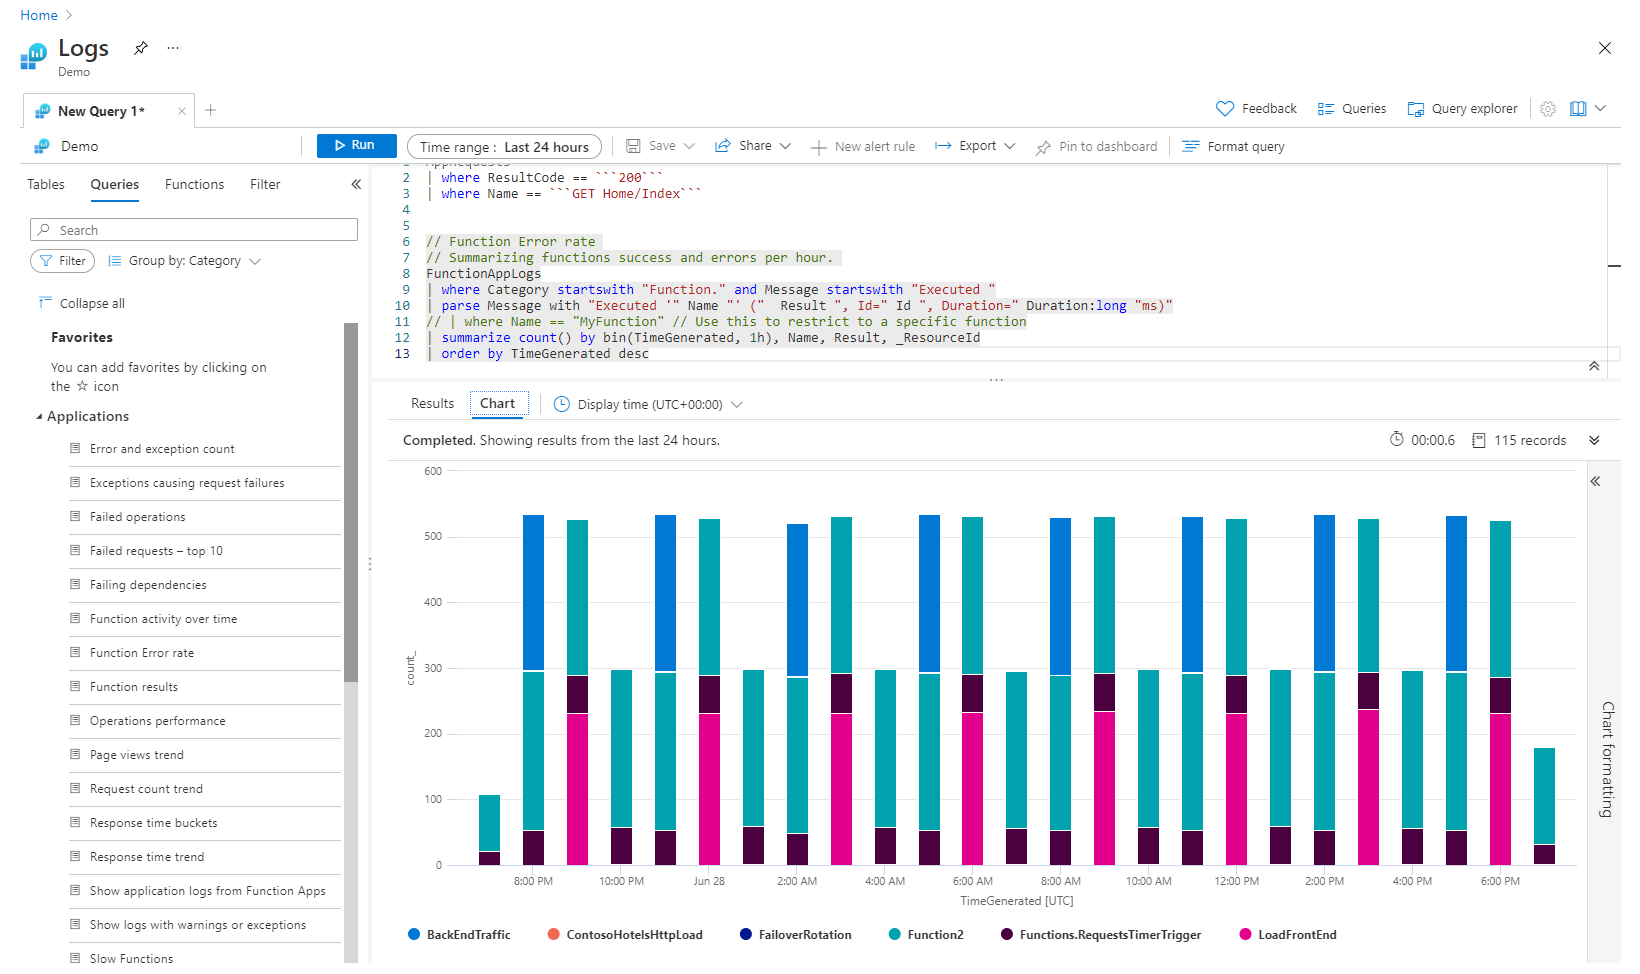 Home
Logs
Demo
New Query 1*
Feedback
Queries
Query explorer
Demo
Run
Time range : Last 24 hours
Save
Share
New alert rule
Export
Pin to dashboard
Format query
Tables
Queries
Functions
Filter
Search
Filter
Group by: Category
Collapse all
Favorites
You can add favorites by clicking on
the ☆ icon
Applications
Error and exception count
Exceptions causing request failures
Failed operations
Failed requests – top 10
Failing dependencies
Function activity over time
Function Error rate
Function results
Operations performance
Page views trend
Request count trend
Response time buckets
Response time trend
Show application logs from Function Apps
Show logs with warnings or exceptions
Slow Functions
1 AppRequests
2 | where ResultCode == ```200```
3 | where Name == ```GET Home/Index```
4
5
6 // Function Error rate
7 // Summarizing functions success and errors per hour.
8 FunctionAppLogs
9 | where Category startswith "Function." and Message startswith "Executed "
10 | parse Message with "Executed '" Name "' (" Result ", Id=" Id ", Duration=" Duration:long "ms)"
11 // | where Name == "MyFunction" // Use this to restrict to a specific function
12 | summarize count() by bin(TimeGenerated, 1h), Name, Result, _ResourceId
13 | order by TimeGenerated desc
Results
Chart
Display time (UTC+00:00)
Completed. Showing results from the last 24 hours.
00:00.6
115 records
600
500
400
300
200
100
0
count_
8:00 PM
10:00 PM
Jun 28
2:00 AM
4:00 AM
6:00 AM
8:00 AM
10:00 AM
12:00 PM
2:00 PM
4:00 PM
6:00 PM
TimeGenerated [UTC]
BackEndTraffic
ContosoHotelsHttpLoad
FailoverRotation
Function2
Functions.RequestsTimerTrigger
LoadFrontEnd
Chart formatting